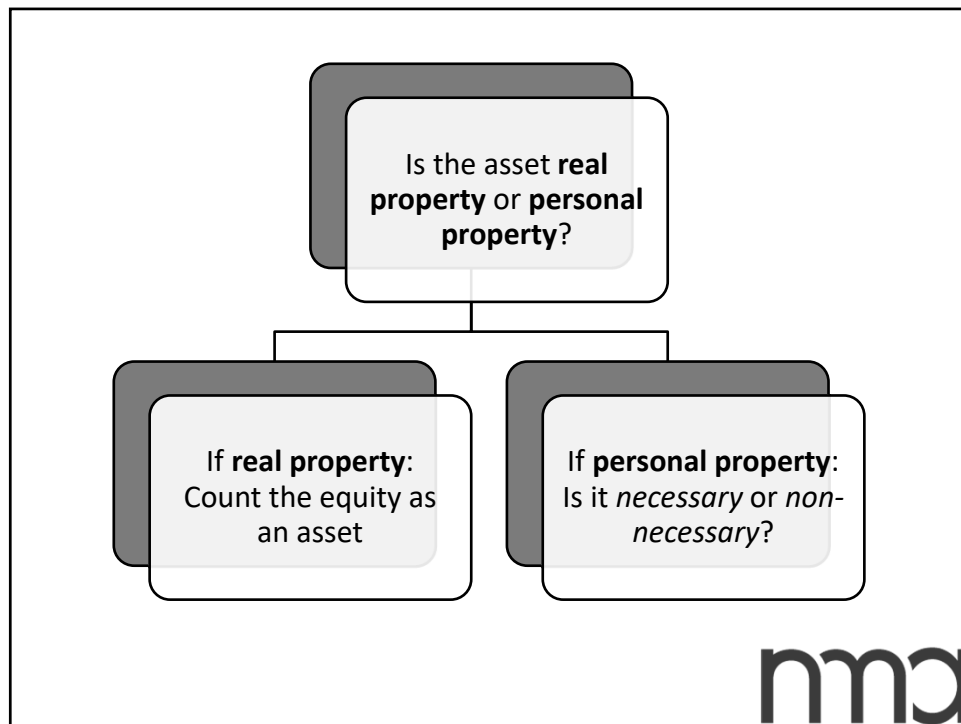 Is the asset real
property or personal
property?
If real property:
Count the equity as
an asset
If personal property:
Is it necessary or non-
necessary?
nma